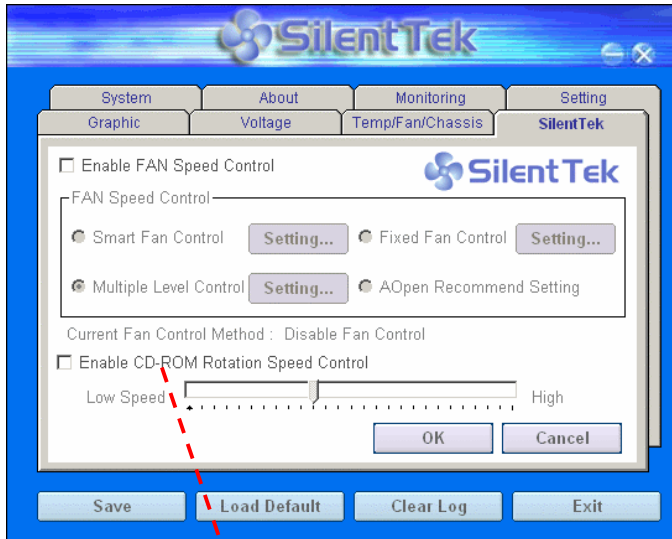 SilentTek
System About Monitoring Setting
Graphic Voltage Temp/Fan/Chassis SilentTek
Enable FAN Speed Control
SilentTek
FAN Speed Control
Smart Fan Control Setting... Fixed Fan Control Setting...
Multiple Level Control Setting... AOpen Recommend Setting
Current Fan Control Method : Disable Fan Control
Enable CD-ROM Rotation Speed Control
Low Speed High
OK Cancel
Save Load Default Clear Log Exit